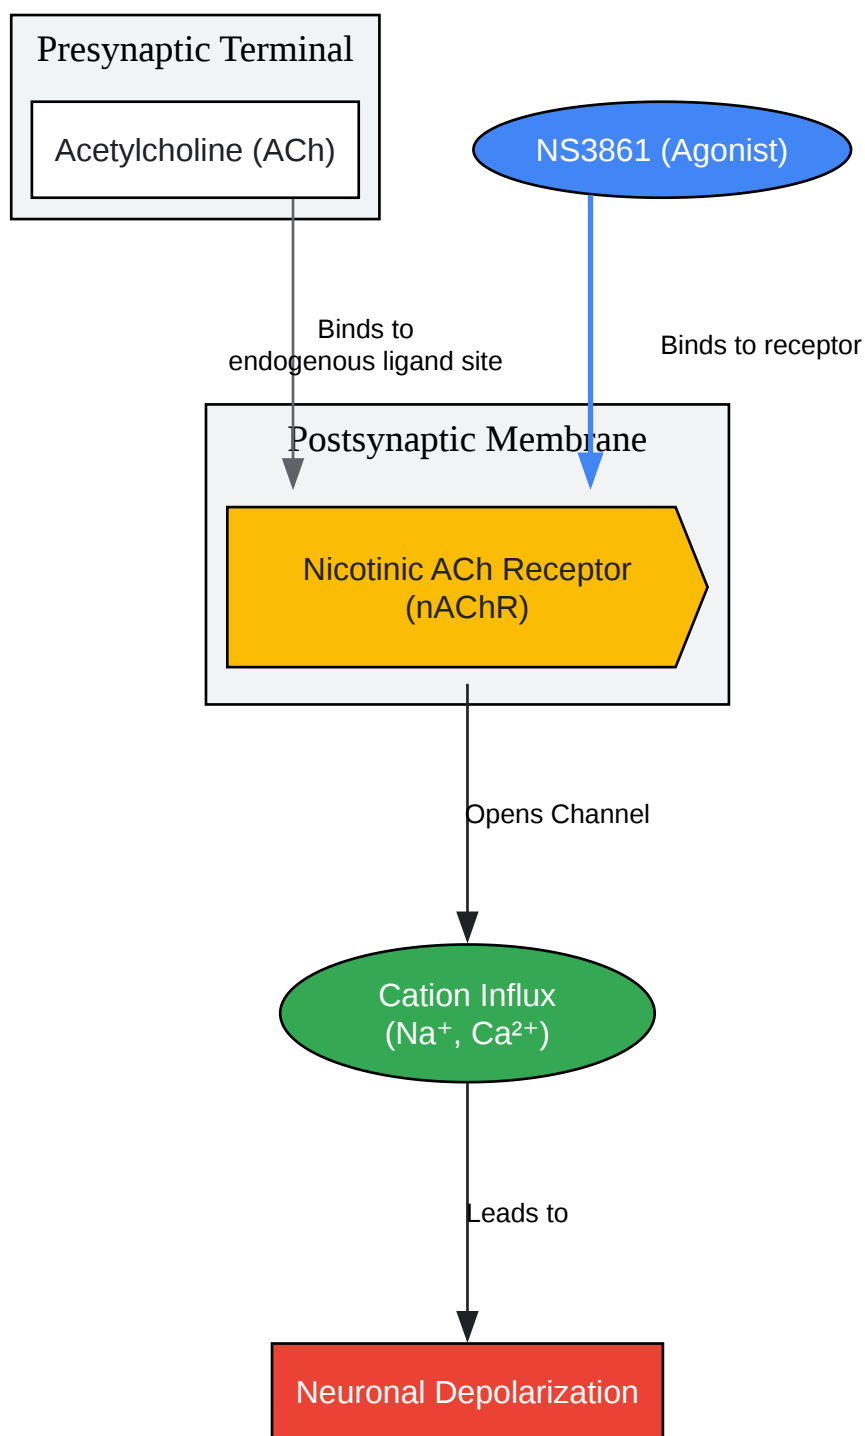 Presynaptic Terminal
Acetylcholine (ACh)
NS3861 (Agonist)
Binds to
endogenous ligand site
Binds to receptor
Postsynaptic Membrane
Nicotinic ACh Receptor
(nAChR)
Opens Channel
Cation Influx
(Na⁺, Ca²⁺)
Leads to
Neuronal Depolarization